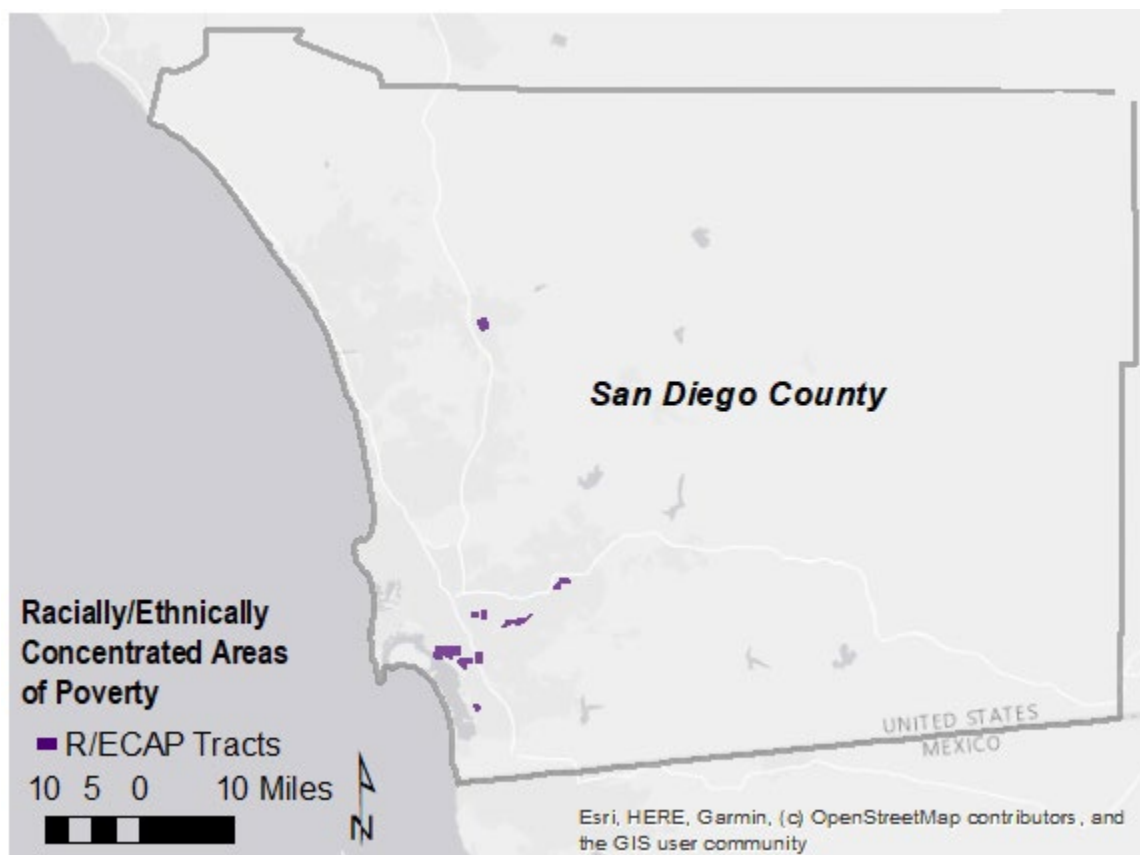 San Diego County
Racially/Ethnically
Concentrated Areas
of Poverty
R/ECAP Tracts
10 5 0 10 Miles
N
UNITED STATES
MEXICO
Esri, HERE, Garmin, (c) OpenStreetMap contributors, and
the GIS user community